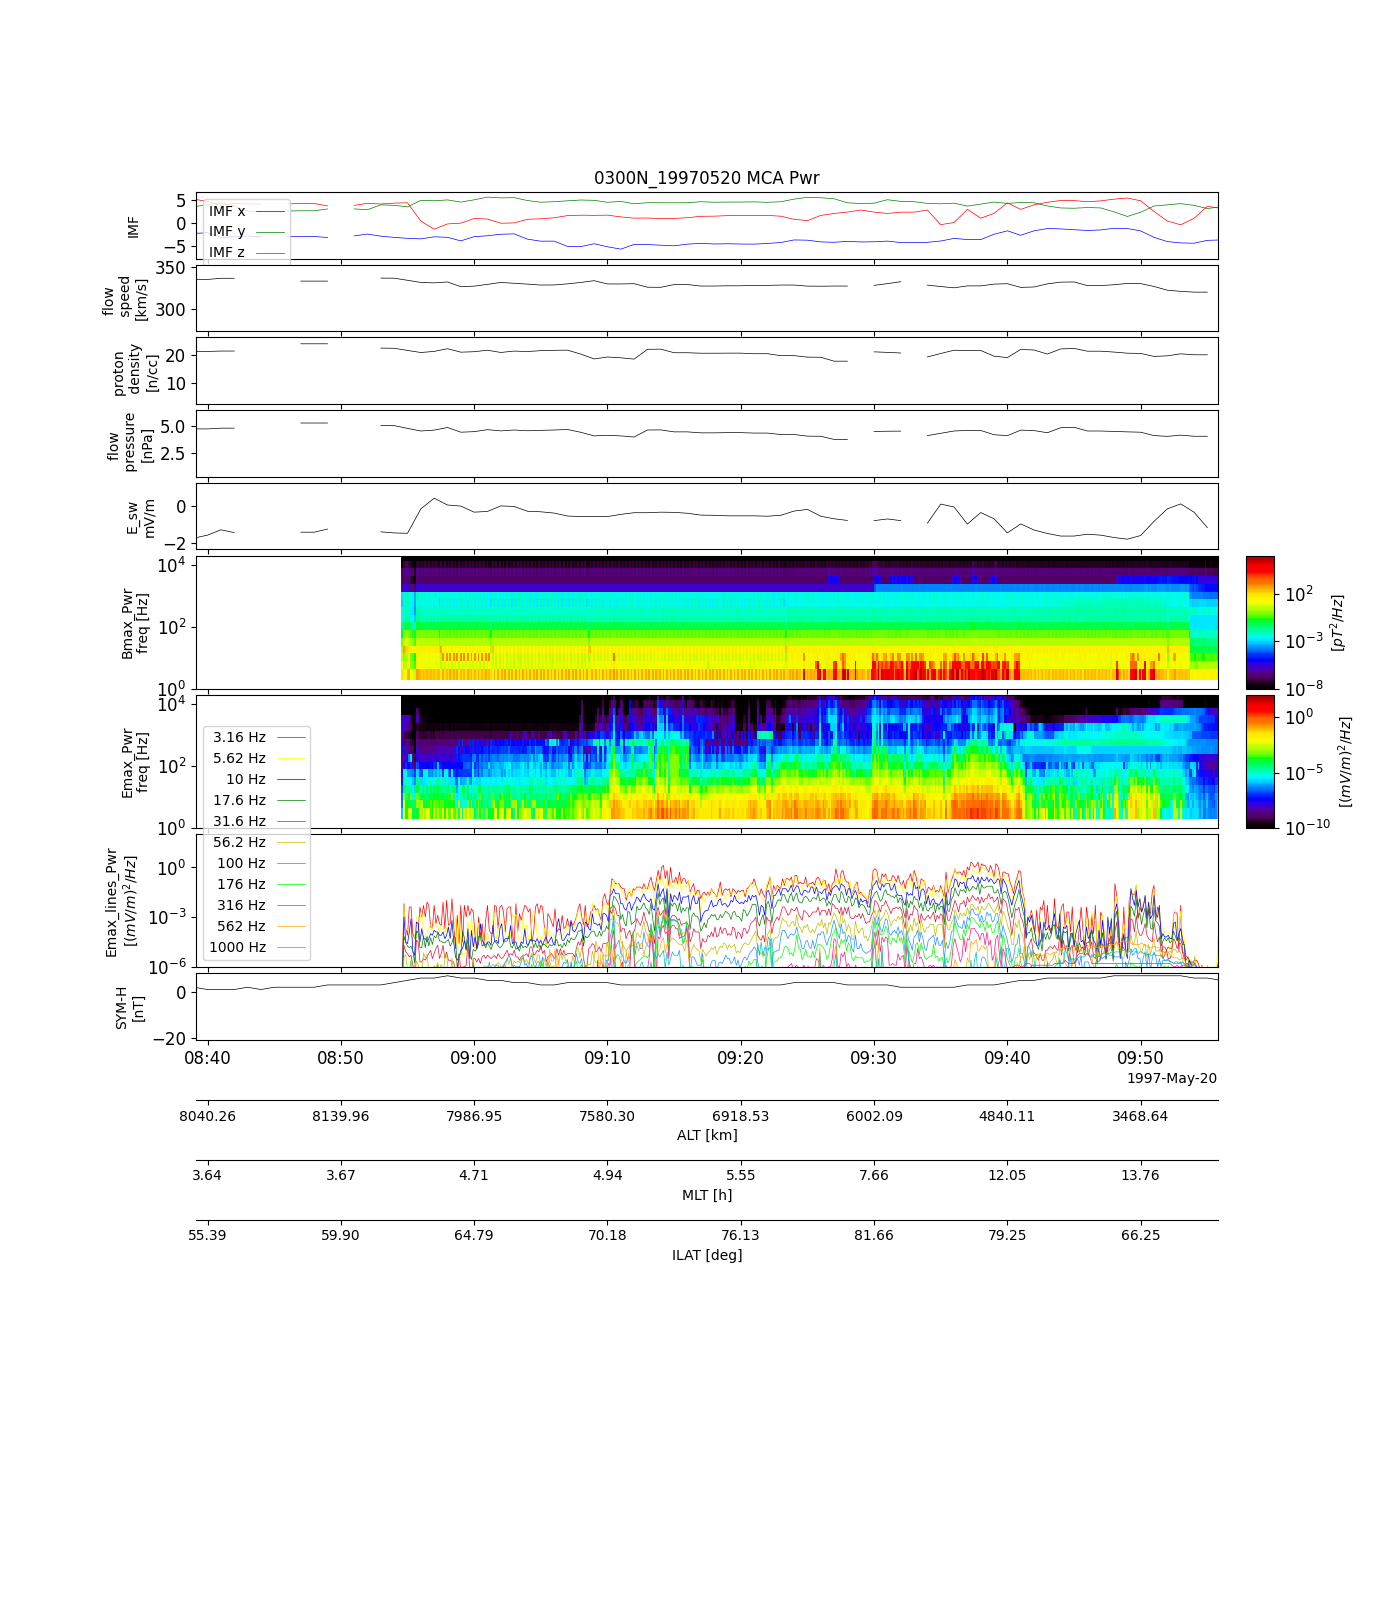 0300N_19970520 MCA Pwr
IMF
5
0
−5
IMF x
IMF y
IMF z
flow
speed
[km/s]
350
300
proton
density
[n/cc]
20
10
flow
pressure
[nPa]
5.0
2.5
E_sw
mV/m
0
−2
Bmax_Pwr
freq [Hz]
10^4
10^2
10^0
10^2
10^−3
10^−8
[pT^2/Hz]
Emax_Pwr
freq [Hz]
10^4
10^2
10^0
10^0
10^−5
10^−10
[(mV/m)^2/Hz]
3.16 Hz
5.62 Hz
10 Hz
17.6 Hz
31.6 Hz
56.2 Hz
100 Hz
176 Hz
316 Hz
562 Hz
1000 Hz
Emax_lines_Pwr
[(mV/m)^2/Hz]
10^0
10^−3
10^−6
SYM-H
[nT]
0
−20
08:40 08:50 09:00 09:10 09:20 09:30 09:40 09:50
1997-May-20
8040.26 8139.96 7986.95 7580.30 6918.53 6002.09 4840.11 3468.64
ALT [km]
3.64 3.67 4.71 4.94 5.55 7.66 12.05 13.76
MLT [h]
55.39 59.90 64.79 70.18 76.13 81.66 79.25 66.25
ILAT [deg]